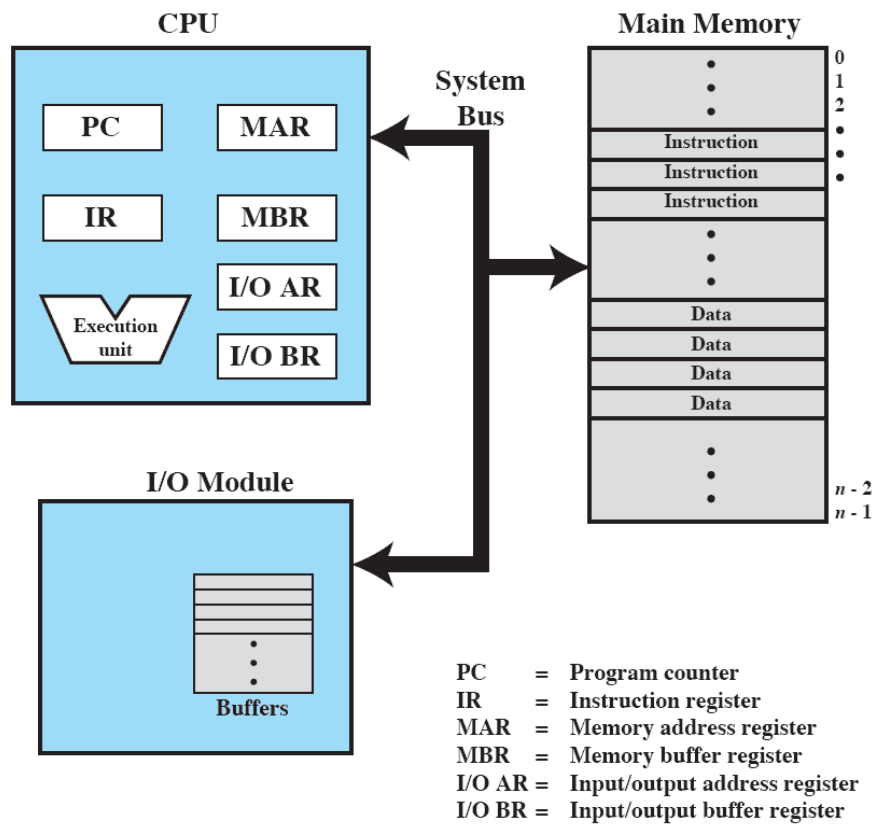 CPU
PC
MAR
IR
MBR
I/O AR
I/O BR
Execution
unit
System
Bus
Main Memory
0
1
2
Instruction
Instruction
Instruction
Data
Data
Data
Data
n - 2
n - 1
I/O Module
Buffers
PC = Program counter
IR = Instruction register
MAR = Memory address register
MBR = Memory buffer register
I/O AR = Input/output address register
I/O BR = Input/output buffer register